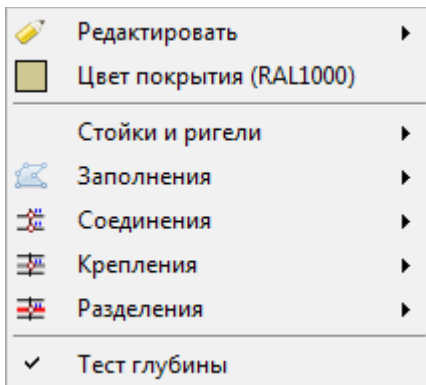 Редактировать
Цвет покрытия (RAL1000)
Стойки и ригели
Заполнения
Соединения
Крепления
Разделения
Тест глубины